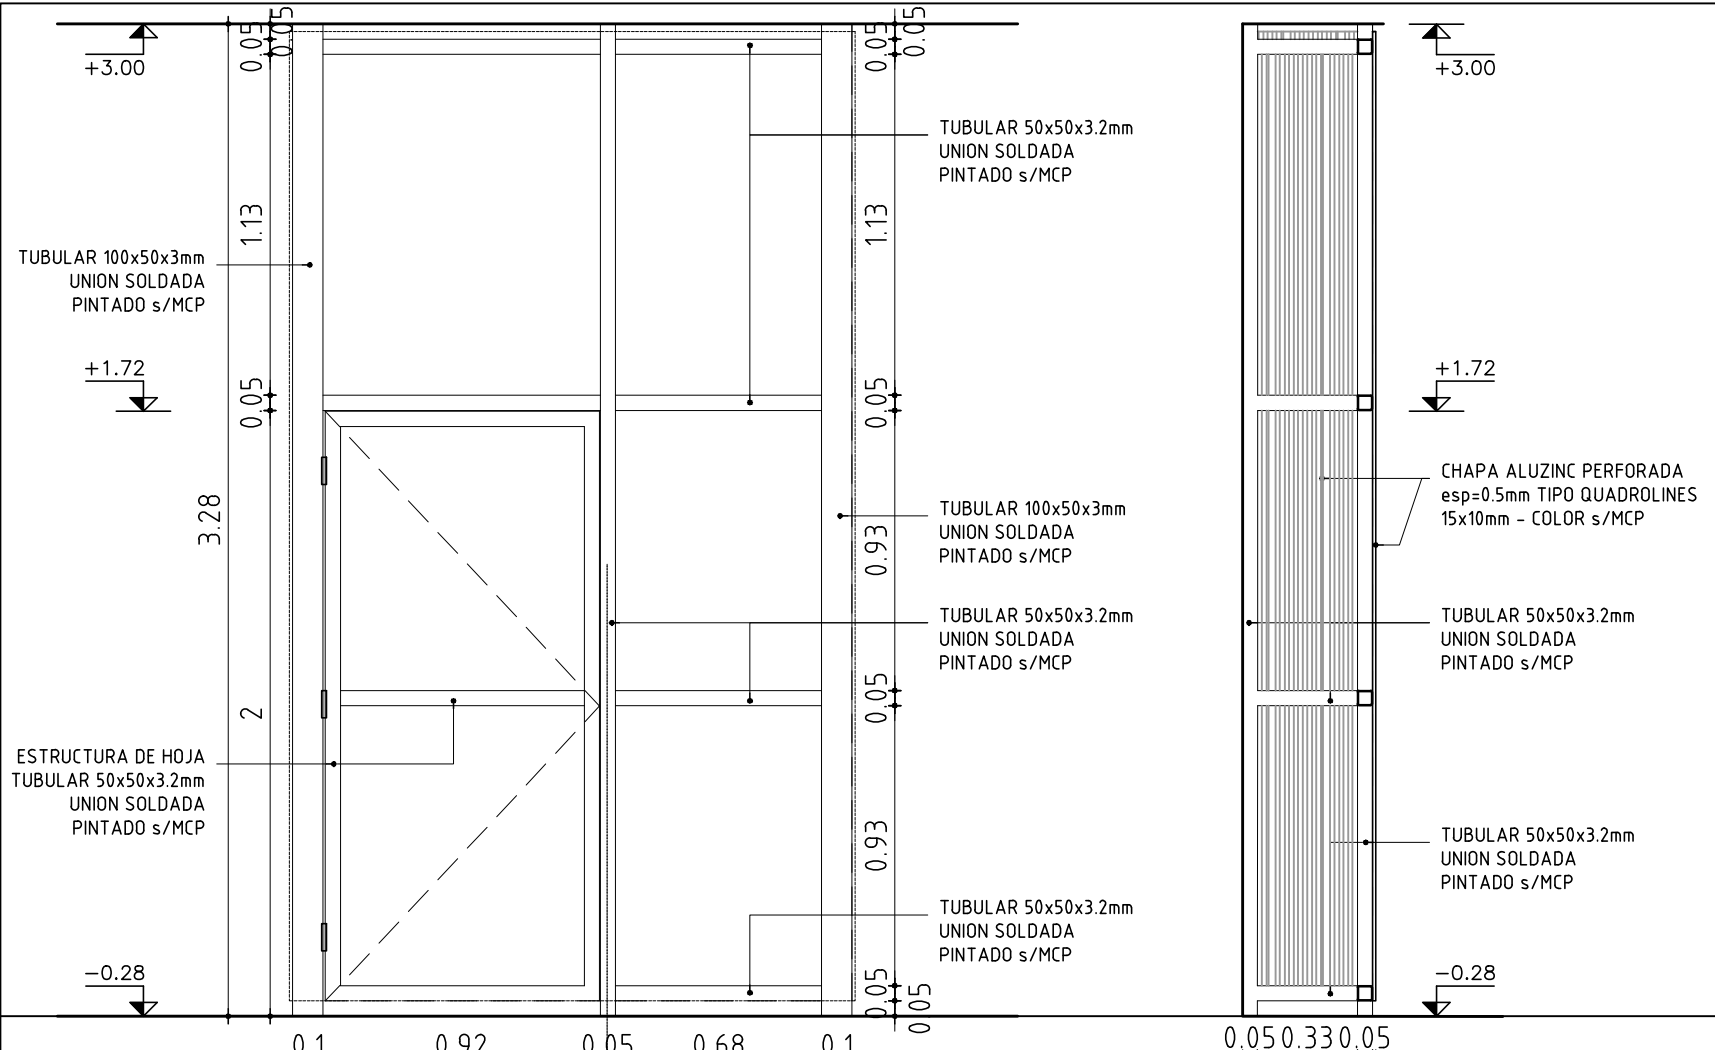 0.05
0.05
0.05
0.05
+3.00
+3.00
TUBULAR 50x50x3.2mm
UNION SOLDADA
PINTADO s/MCP
1.13
1.13
TUBULAR 100x50x3mm
UNION SOLDADA
PINTADO s/MCP
+1.72
+1.72
0.05
0.05
CHAPA ALUZINC PERFORADA
esp=0.5mm TIPO QUADROLINES
15x10mm - COLOR s/MCP
3.28
TUBULAR 100x50x3mm
UNION SOLDADA
PINTADO s/MCP
0.93
TUBULAR 50x50x3.2mm
UNION SOLDADA
PINTADO s/MCP
TUBULAR 50x50x3.2mm
UNION SOLDADA
PINTADO s/MCP
2
0.05
ESTRUCTURA DE HOJA
TUBULAR 50x50x3.2mm
UNION SOLDADA
PINTADO s/MCP
0.93
TUBULAR 50x50x3.2mm
UNION SOLDADA
PINTADO s/MCP
TUBULAR 50x50x3.2mm
UNION SOLDADA
PINTADO s/MCP
-0.28
-0.28
0.05
0.05
0.1 0.92 0.05 0.68 0.1
0.05 0.33 0.05